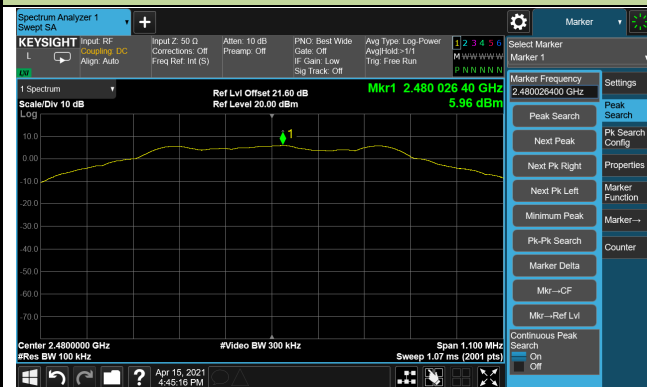 Spectrum Analyzer 1
Swept SA
+
Marker
KEYSIGHT
L
LXI
Input: RF
Coupling: DC
Align: Auto
Input Z: 50 Ω
Corrections: Off
Freq Ref: Int (S)
Atten: 10 dB
Preamp: Off
PNO: Best Wide
Gate: Off
IF Gain: Low
Sig Track: Off
Avg Type: Log-Power
Avg|Hold:>1/1
Trig: Free Run
1 2 3 4 5 6
M W W W W W
P N N N N N
Select Marker
Marker 1
1 Spectrum
Scale/Div 10 dB
Ref Lvl Offset 21.60 dB
Ref Level 20.00 dBm
Mkr1 2.480 026 40 GHz
5.96 dBm
Log
10.0
0.00
-10.0
-20.0
-30.0
-40.0
-50.0
-60.0
-70.0
1
Center 2.4800000 GHz
#Res BW 100 kHz
#Video BW 300 kHz
Span 1.100 MHz
Sweep 1.07 ms (2001 pts)
Marker Frequency
2.480026400 GHz
Peak Search
Next Peak
Next Pk Right
Next Pk Left
Minimum Peak
Pk-Pk Search
Marker Delta
Mkr→CF
Mkr→Ref Lvl
Continuous Peak
Search
On
Off
Settings
Peak
Search
Pk Search
Config
Properties
Marker
Function
Marker→
Counter
?
Apr 15, 2021
4:45:16 PM